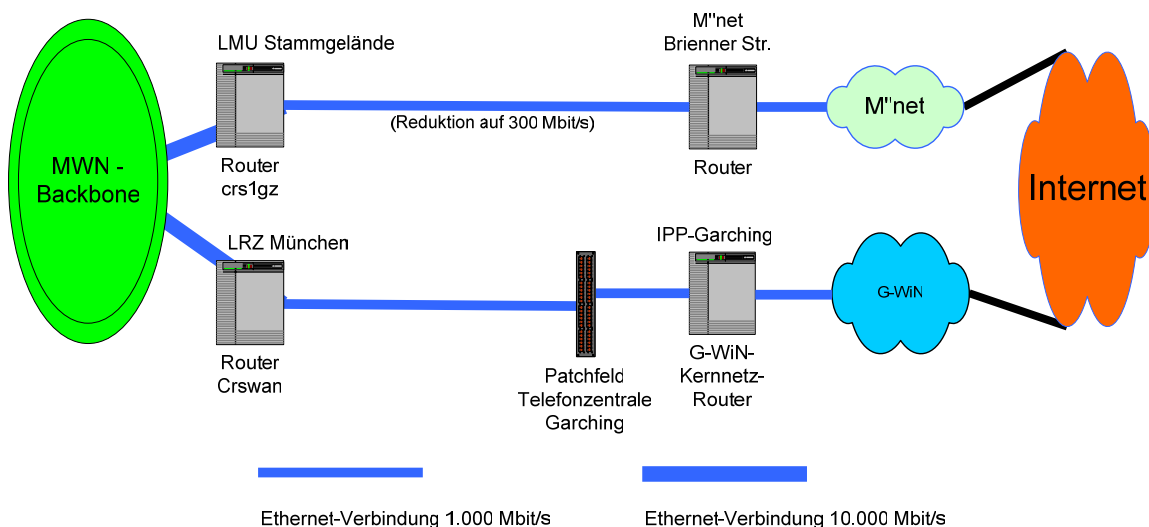 M"net
Brienner Str.
LMU Stammgelände
(Reduktion auf 300 Mbit/s)
M"net
Router
crs1gz
Router
MWN -
Backbone
Internet
LRZ München
IPP-Garching
G-WiN
Router
Crswan
Patchfeld
Telefonzentrale
Garching
G-WiN-
Kernnetz-
Router
Ethernet-Verbindung 1.000 Mbit/s
Ethernet-Verbindung 10.000 Mbit/s